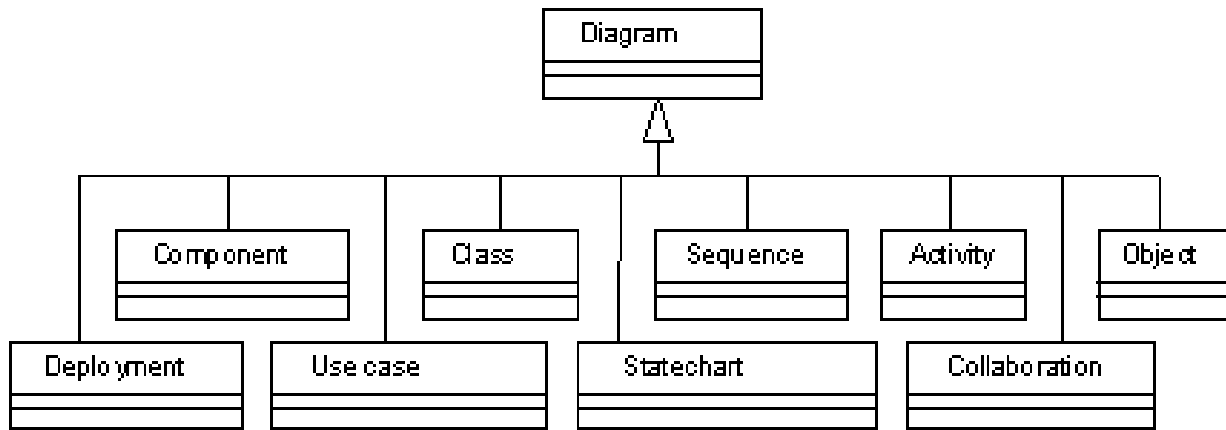 Diagram
Component
Class
Sequence
Activity
Object
Deployment
Use case
Statechart
Collaboration